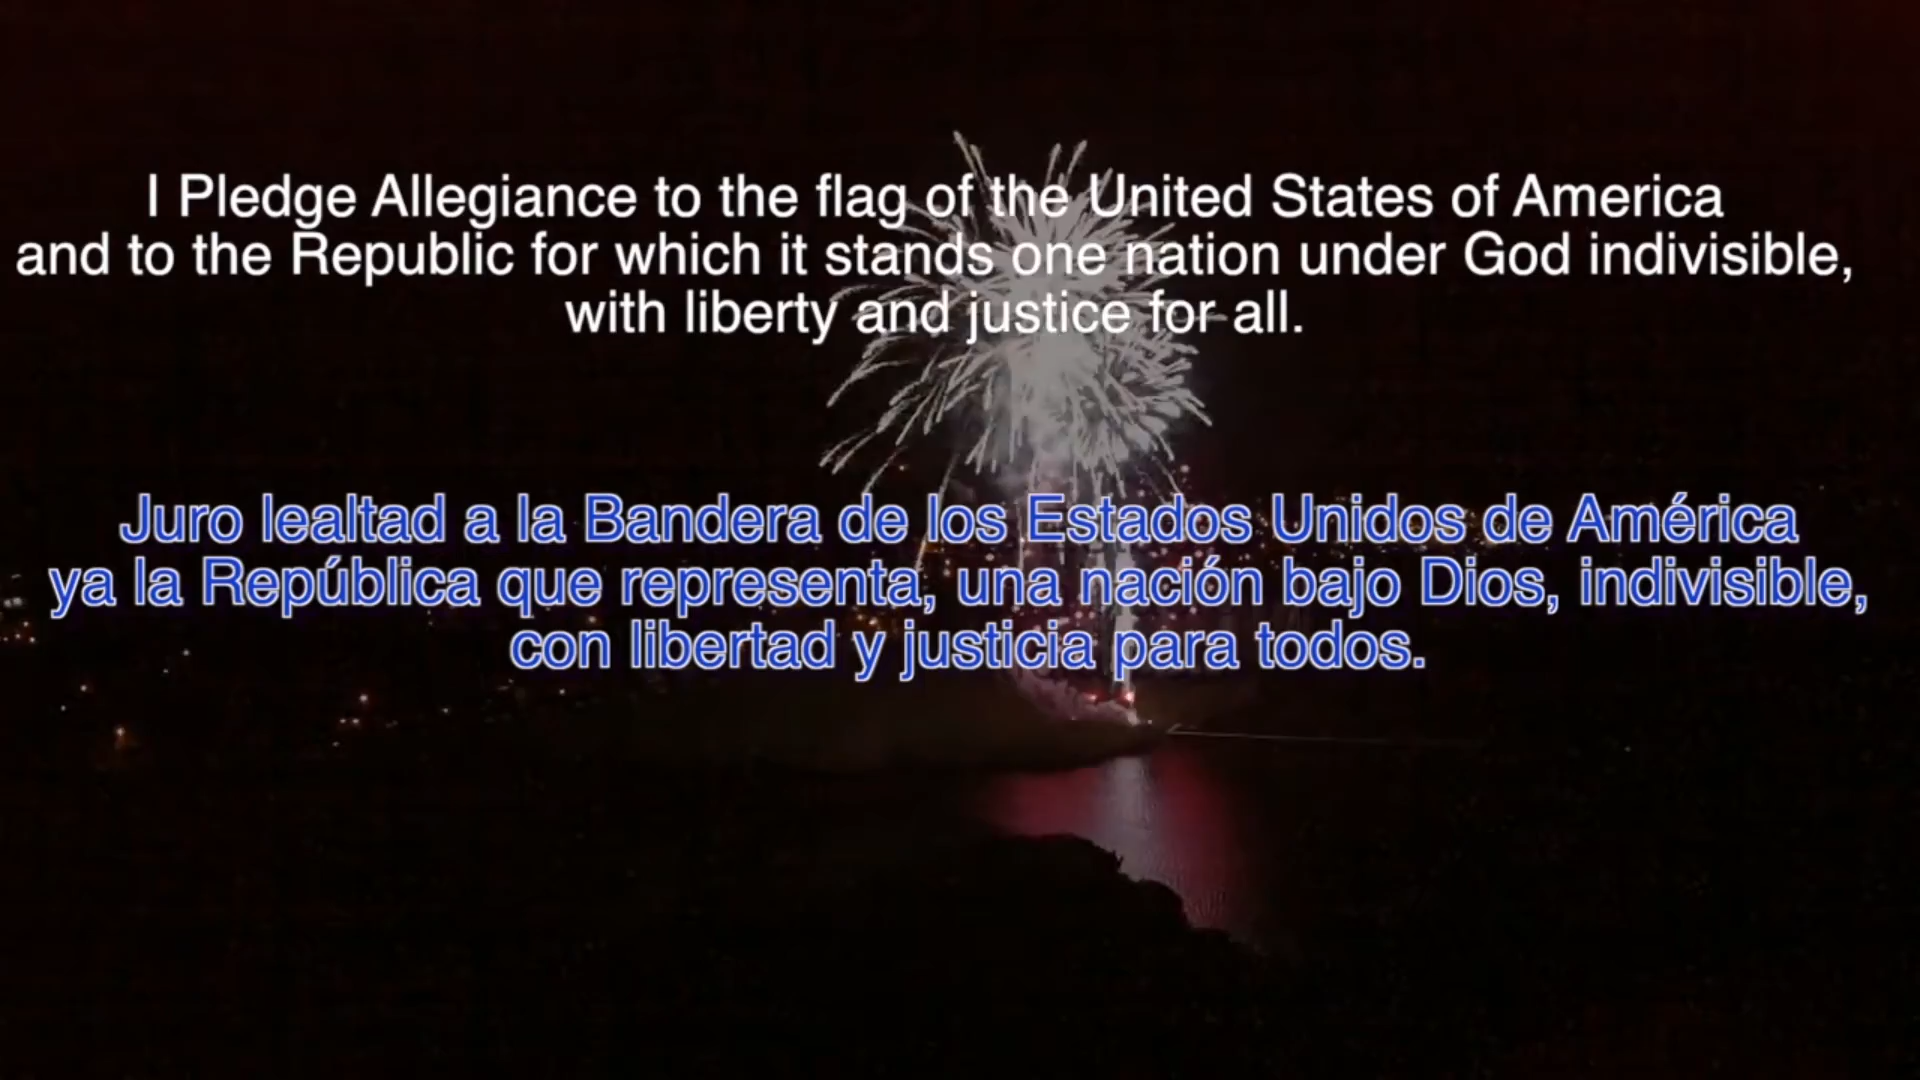 I Pledge Allegiance to the flag of the United States of America
and to the Republic for which it stands one nation under God indivisible,
with liberty and justice for all.
Juro lealtad a la Bandera de los Estados Unidos de América
ya la República que representa, una nación bajo Dios, indivisible,
con libertad y justicia para todos.